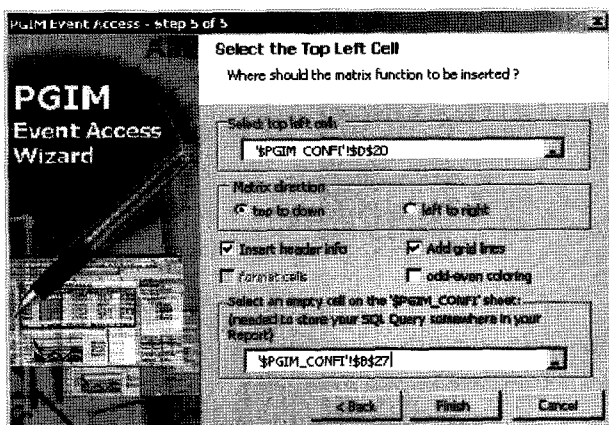 PGIM Event Access - Step 5 of 5
Select the Top Left Cell
Where should the matrix function to be inserted ?
PGIM
Event Access
Wizard
Select top left cell:
'$PGIM_CONFI'!$D$20
Matrix direction
top to down
left to right
Insert header info
Add grid lines
Format cells
odd-even coloring
Select an empty cell on the '$PGIM_CONFI' sheet:
(needed to store your SQL Query somewhere in your
Report)
'$PGIM_CONFI'!$B$27
< Back
Finish
Cancel